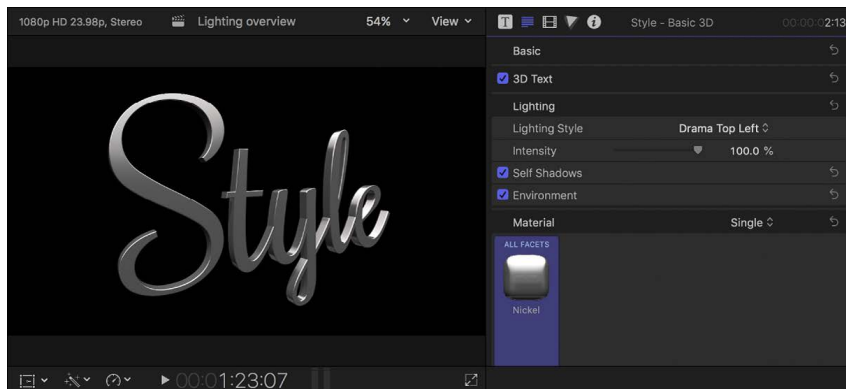 1080p HD 23.98p, Stereo
Lighting overview
54%
View
T
i
Style - Basic 3D
00:00:02:13
Style
Basic
3D Text
Lighting
Lighting Style
Drama Top Left
Intensity
100.0 %
Self Shadows
Environment
Material
Single
ALL FACETS
Nickel
00:01:23:07